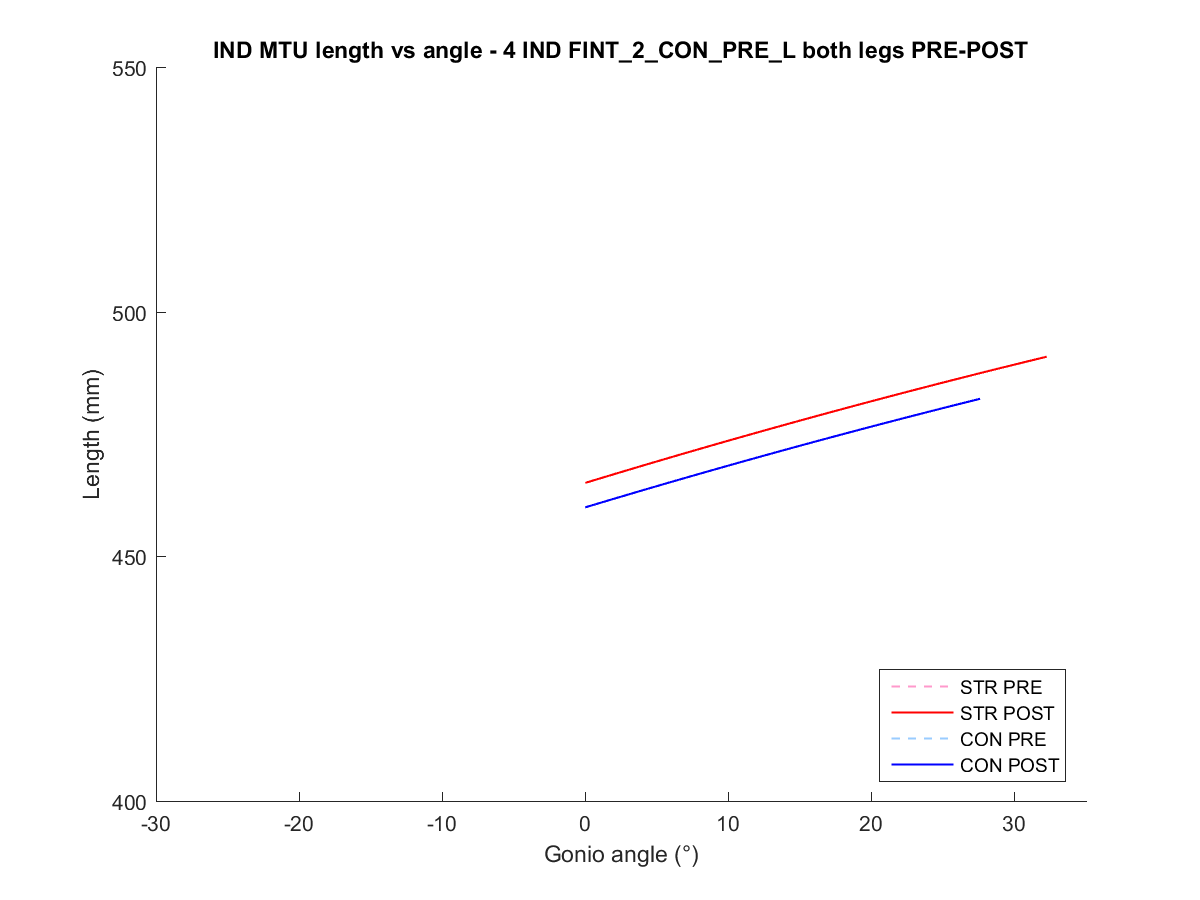 IND MTU length vs angle - 4 IND FINT_2_CON_PRE_L both legs PRE-POST
550
500
450
400
Length (mm)
-30
-20
-10
0
10
20
30
Gonio angle (°)
STR PRE
STR POST
CON PRE
CON POST